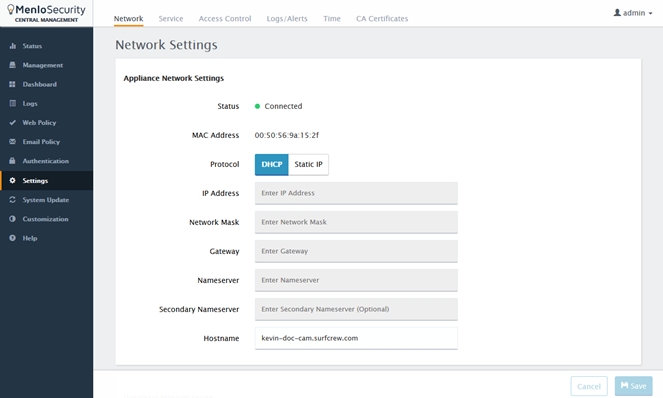 MenloSecurity
CENTRAL MANAGEMENT
Network Service Access Control Logs/Alerts Time CA Certificates
admin
Status
Management
Dashboard
Logs
Web Policy
Email Policy
Authentication
Settings
System Update
Customization
Help
Network Settings
Appliance Network Settings
Status Connected
MAC Address 00:50:56:9a:15:2f
Protocol DHCP Static IP
IP Address Enter IP Address
Network Mask Enter Network Mask
Gateway Enter Gateway
Nameserver Enter Nameserver
Secondary Nameserver Enter Secondary Nameserver (Optional)
Hostname kevin-doc-cam.surfcrew.com
Cancel Save